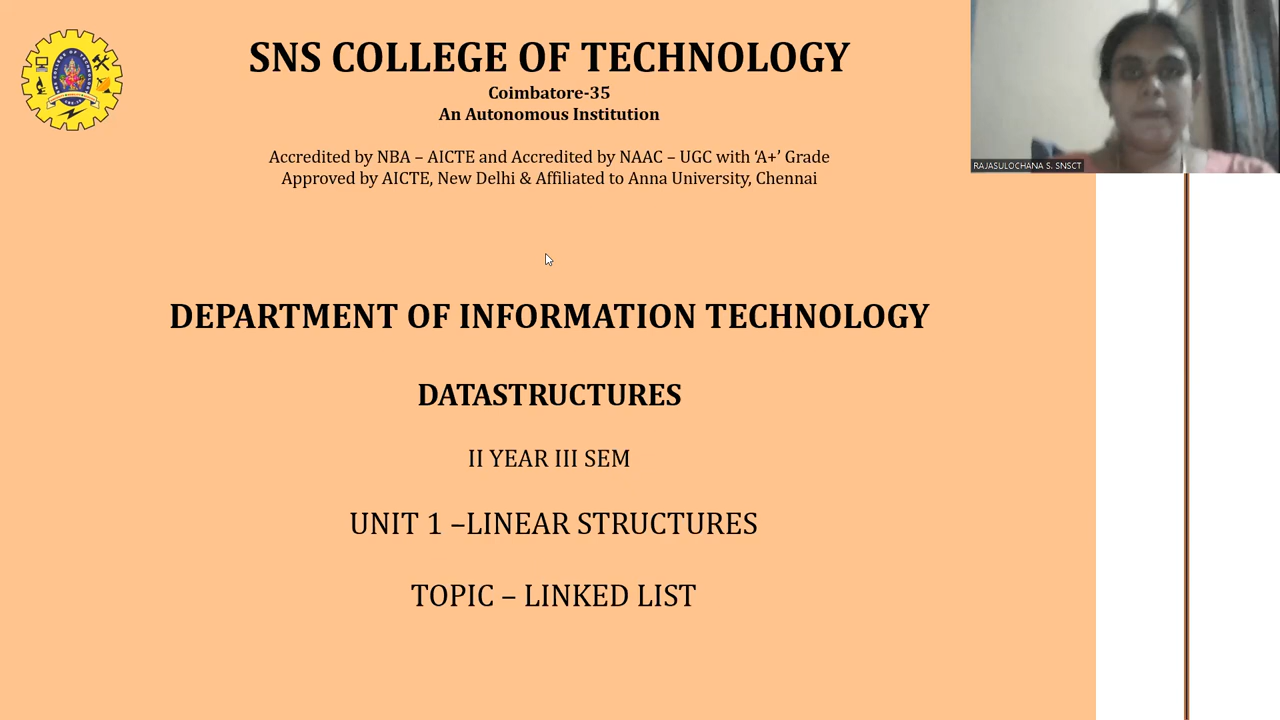 SNS COLLEGE OF TECHNOLOGY
Coimbatore-35
An Autonomous Institution
Accredited by NBA – AICTE and Accredited by NAAC – UGC with ‘A+’ Grade
Approved by AICTE, New Delhi & Affiliated to Anna University, Chennai
RAJASULOCHANA S. SNSCT
DEPARTMENT OF INFORMATION TECHNOLOGY
DATASTRUCTURES
II YEAR III SEM
UNIT 1 –LINEAR STRUCTURES
TOPIC – LINKED LIST